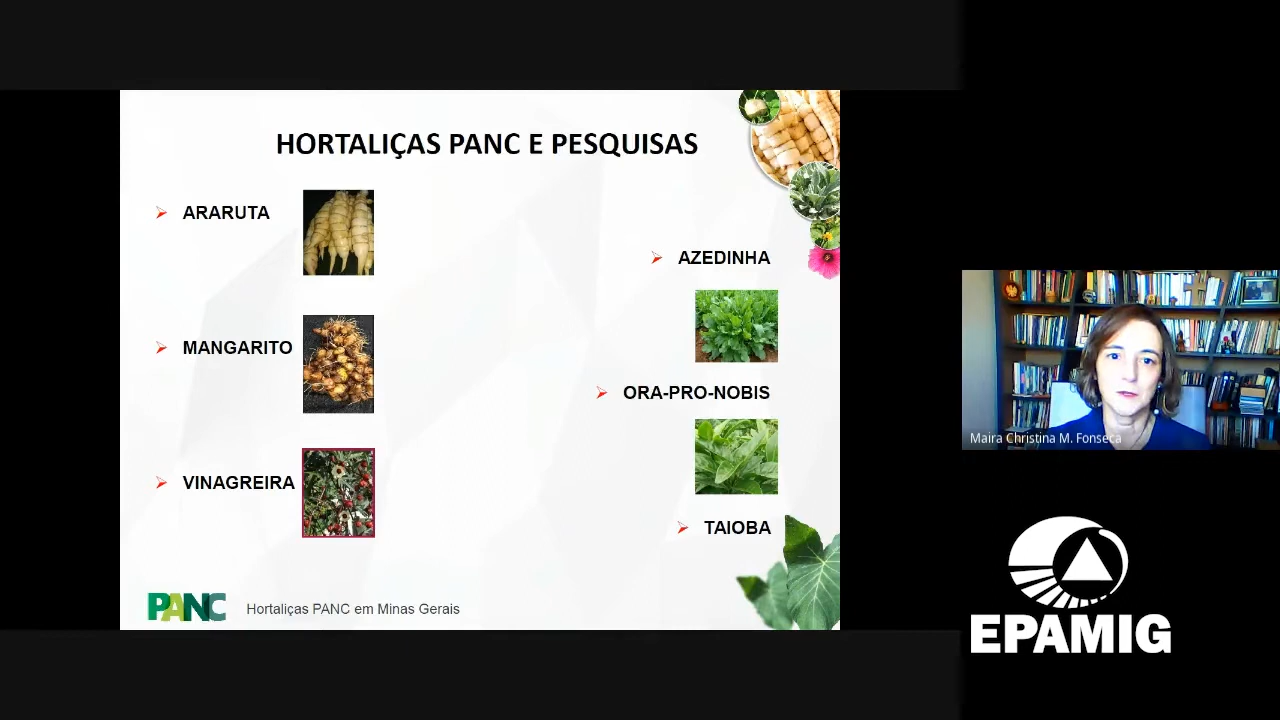 HORTALIÇAS PANC E PESQUISAS
ARARUTA
AZEDINHA
MANGARITO
ORA-PRO-NOBIS
VINAGREIRA
TAIOBA
PANC
Hortaliças PANC em Minas Gerais
Maira Christina M. Fonseca
EPAMIG